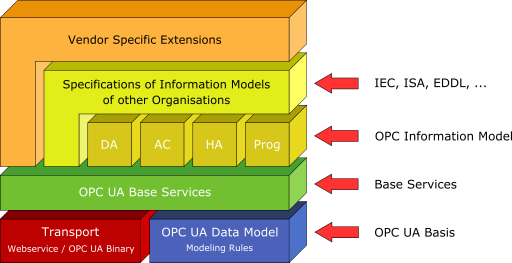 Vendor Specific Extensions
Specifications of Information Models
of other Organisations
IEC, ISA, EDDL, ...
DA AC HA Prog
OPC Information Model
OPC UA Base Services
Base Services
Transport
Webservice / OPC UA Binary
OPC UA Data Model
Modeling Rules
OPC UA Basis